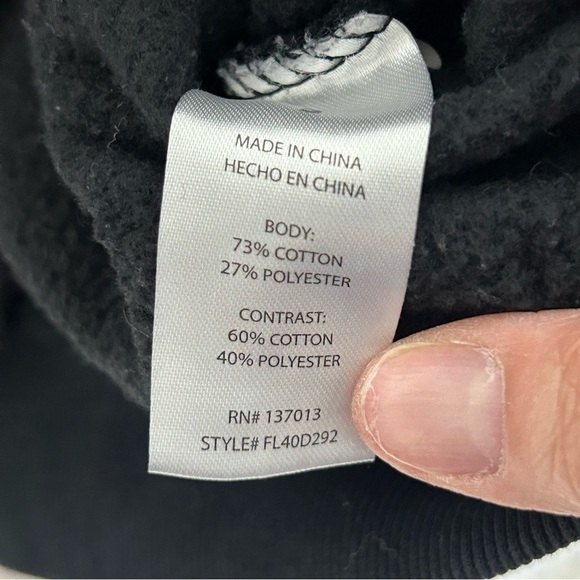 MADE IN CHINA
HECHO EN CHINA
BODY:
73% COTTON
27% POLYESTER
CONTRAST:
60% COTTON
40% POLYESTER
RN# 137013
STYLE# FL40D292